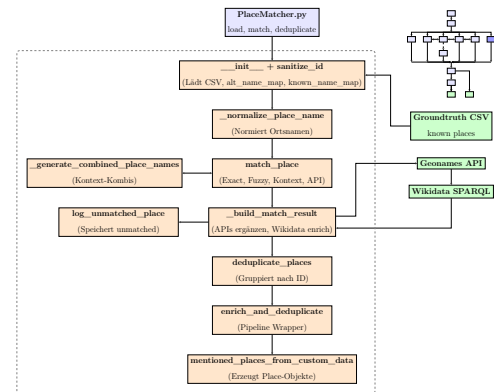 PlaceMatcher.py
load, match, deduplicate
__init__ + sanitize_id
(Lädt CSV, alt_name_map, known_name_map)
Groundtruth CSV
known places
_normalize_place_name
(Normiert Ortsnamen)
_generate_combined_place_names
(Kontext-Kombis)
match_place
(Exact, Fuzzy, Kontext, API)
Geonames API
Wikidata SPARQL
log_unmatched_place
(Speichert unmatched)
_build_match_result
(APIs ergänzen, Wikidata enrich)
deduplicate_places
(Gruppiert nach ID)
enrich_and_deduplicate
(Pipeline Wrapper)
mentioned_places_from_custom_data
(Erzeugt Place-Objekte)